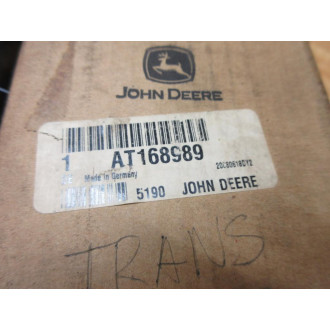 JOHN DEERE
1 AT168989
Made in Germany
5190 JOHN DEERE
TRANS